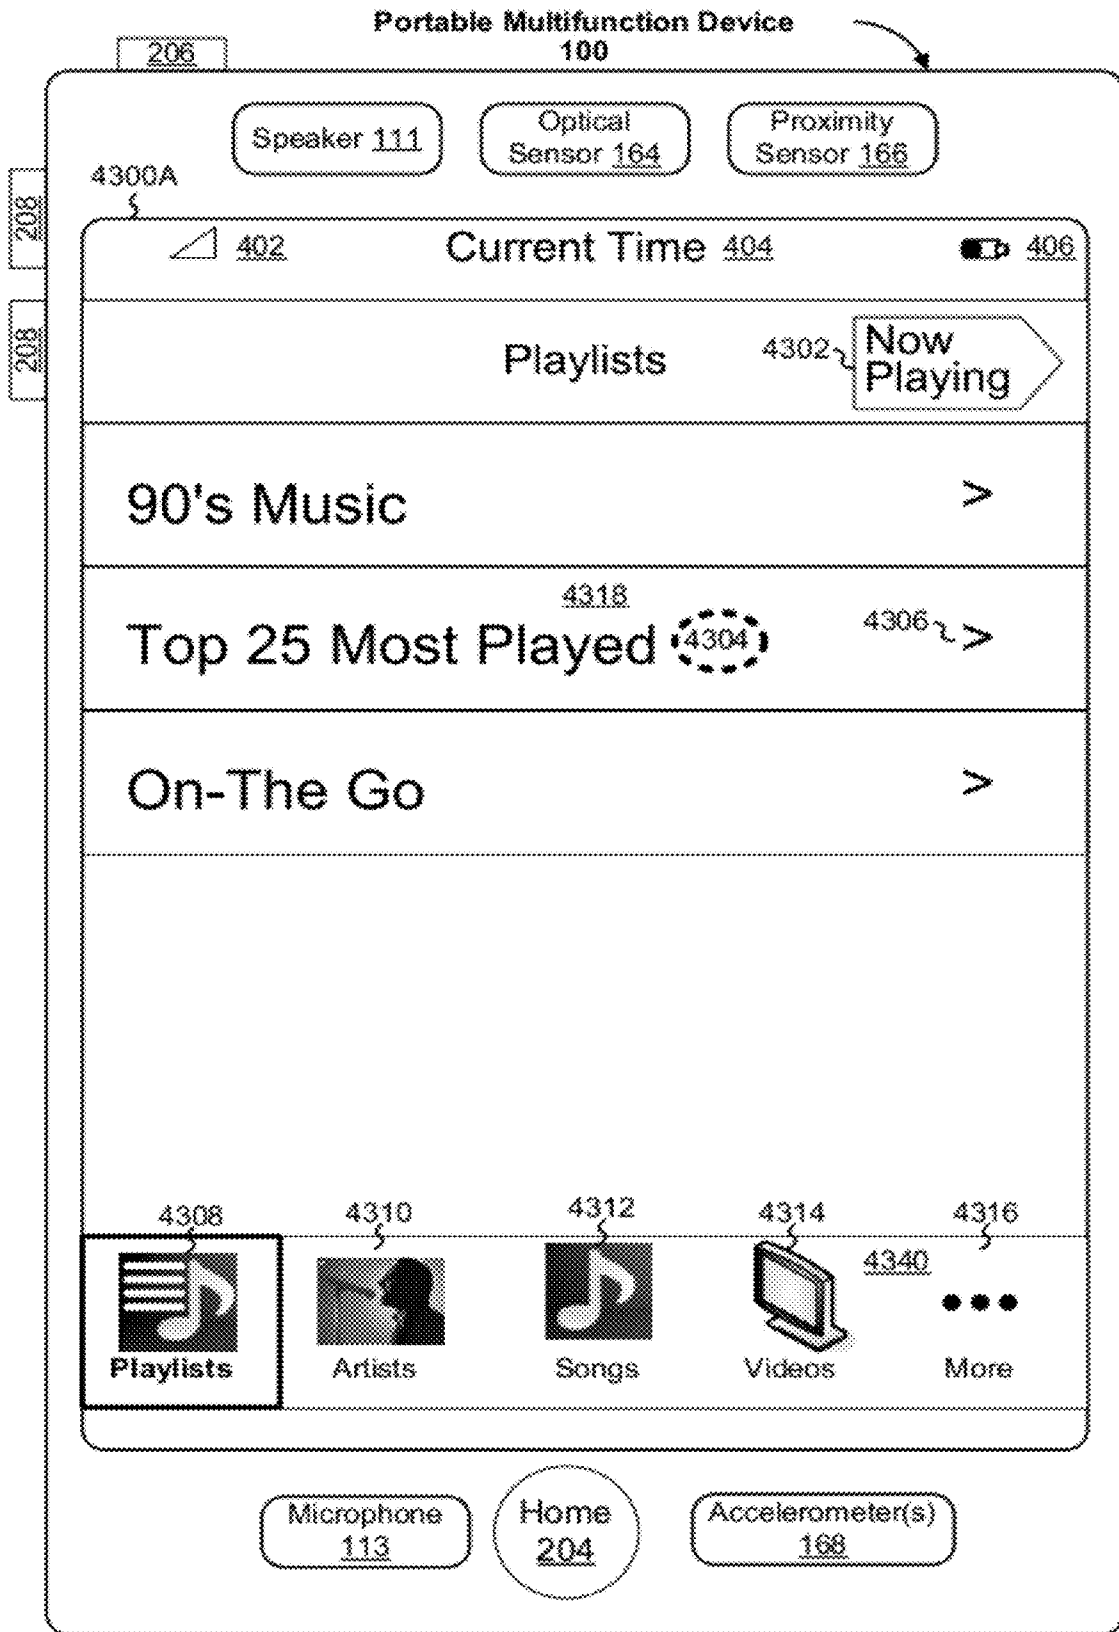 Portable Multifunction Device
100
206
Speaker 111
Optical
Sensor 164
Proximity
Sensor 166
4300A
208
208
402
Current Time 404
406
Playlists
4302
Now
Playing
90's Music
>
4318
Top 25 Most Played
4304
4306
>
On-The Go
>
4308
4310
4312
4314
4316
4340
Playlists
Artists
Songs
Videos
More
Microphone
113
Home
204
Accelerometer(s)
168